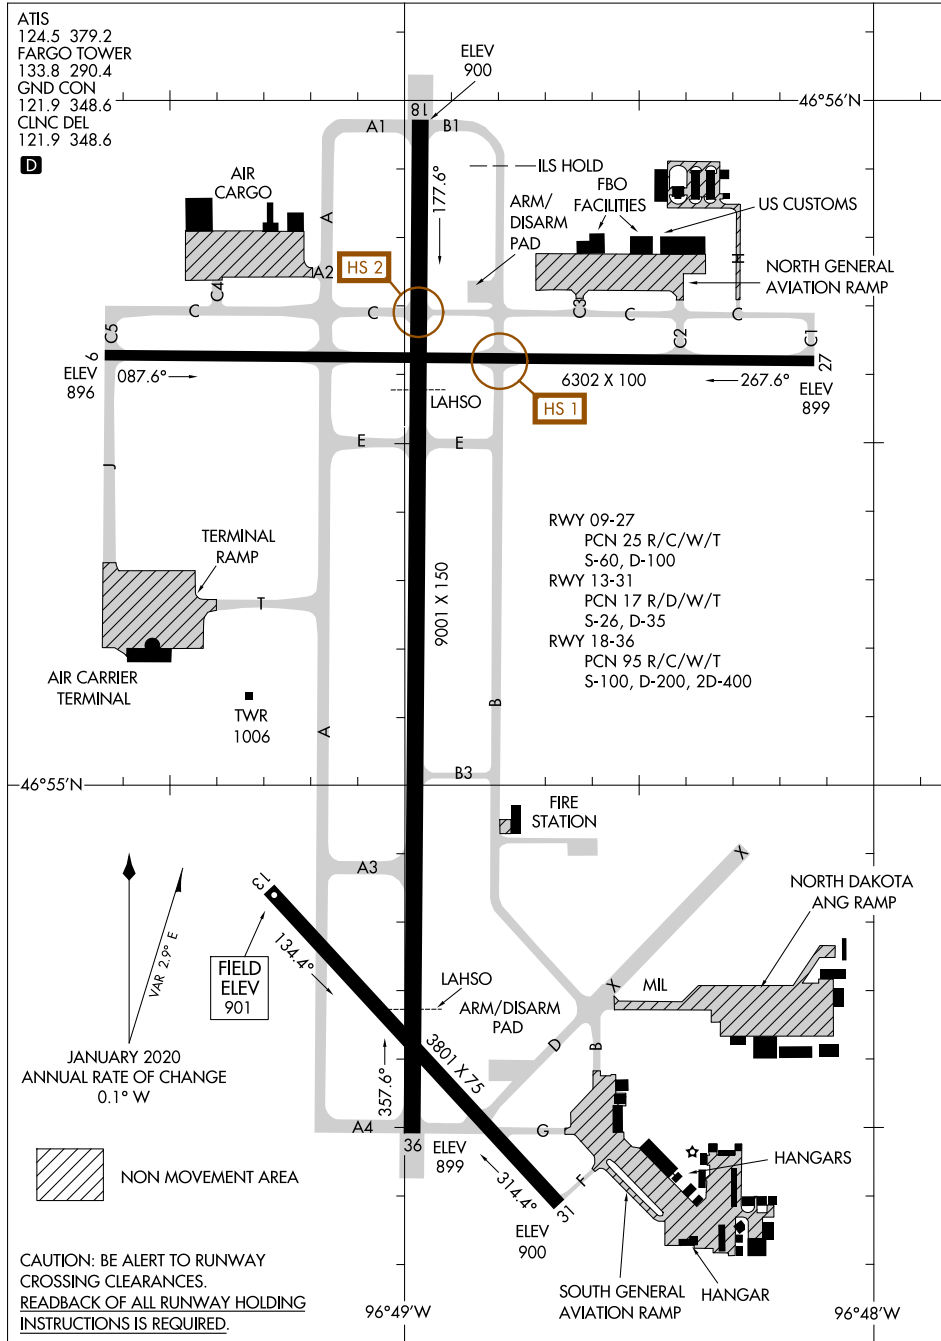 ATIS
124.5 379.2
FARGO TOWER
133.8 290.4
GND CON
121.9 348.6
CLNC DEL
121.9 348.6
D
ELEV
900
46°56'N
18
A1
B1
177.6°
ILS HOLD
AIR
CARGO
A
ARM/
DISARM
PAD
FBO
FACILITIES
US CUSTOMS
H
NORTH GENERAL
AVIATION RAMP
HS 2
A2
C4
C
C
C3
C
C
C5
C2
C1
9
ELEV
896
087.6°
6302 X 100
267.6°
27
ELEV
899
LAHSO
HS 1
E
E
J
TERMINAL
RAMP
T
9001 X 150
RWY 09-27
PCN 25 R/C/W/T
S-60, D-100
RWY 13-31
PCN 17 R/D/W/T
S-26, D-35
RWY 18-36
PCN 95 R/C/W/T
S-100, D-200, 2D-400
AIR CARRIER
TERMINAL
TWR
1006
A
B
B3
46°55'N
FIRE
STATION
A3
X
13
134.4°
NORTH DAKOTA
ANG RAMP
VAR 2.9° E
FIELD
ELEV
901
LAHSO
X
MIL
ARM/DISARM
PAD
3801 X 75
D
B
JANUARY 2020
ANNUAL RATE OF CHANGE
0.1° W
357.6°
A4
36
ELEV
899
G
314.4°
F
31
HANGARS
NON MOVEMENT AREA
ELEV
900
CAUTION: BE ALERT TO RUNWAY
CROSSING CLEARANCES.
READBACK OF ALL RUNWAY HOLDING
INSTRUCTIONS IS REQUIRED.
SOUTH GENERAL
AVIATION RAMP
HANGAR
96°49'W
96°48'W